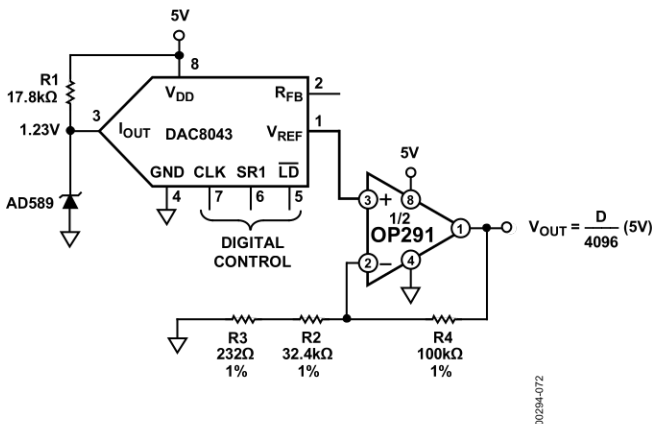 5V
8
R1
17.8kΩ
VDD
RFB
2
3
1
1.23V
IOUT
DAC8043
VREF
GND
CLK
SR1
LD
5V
AD589
4
7
6
5
3
+
8
1/2
OP291
1
VOUT = D/4096 (5V)
DIGITAL
CONTROL
2
–
4
R3
232Ω
1%
R2
32.4kΩ
1%
R4
100kΩ
1%
00294-072